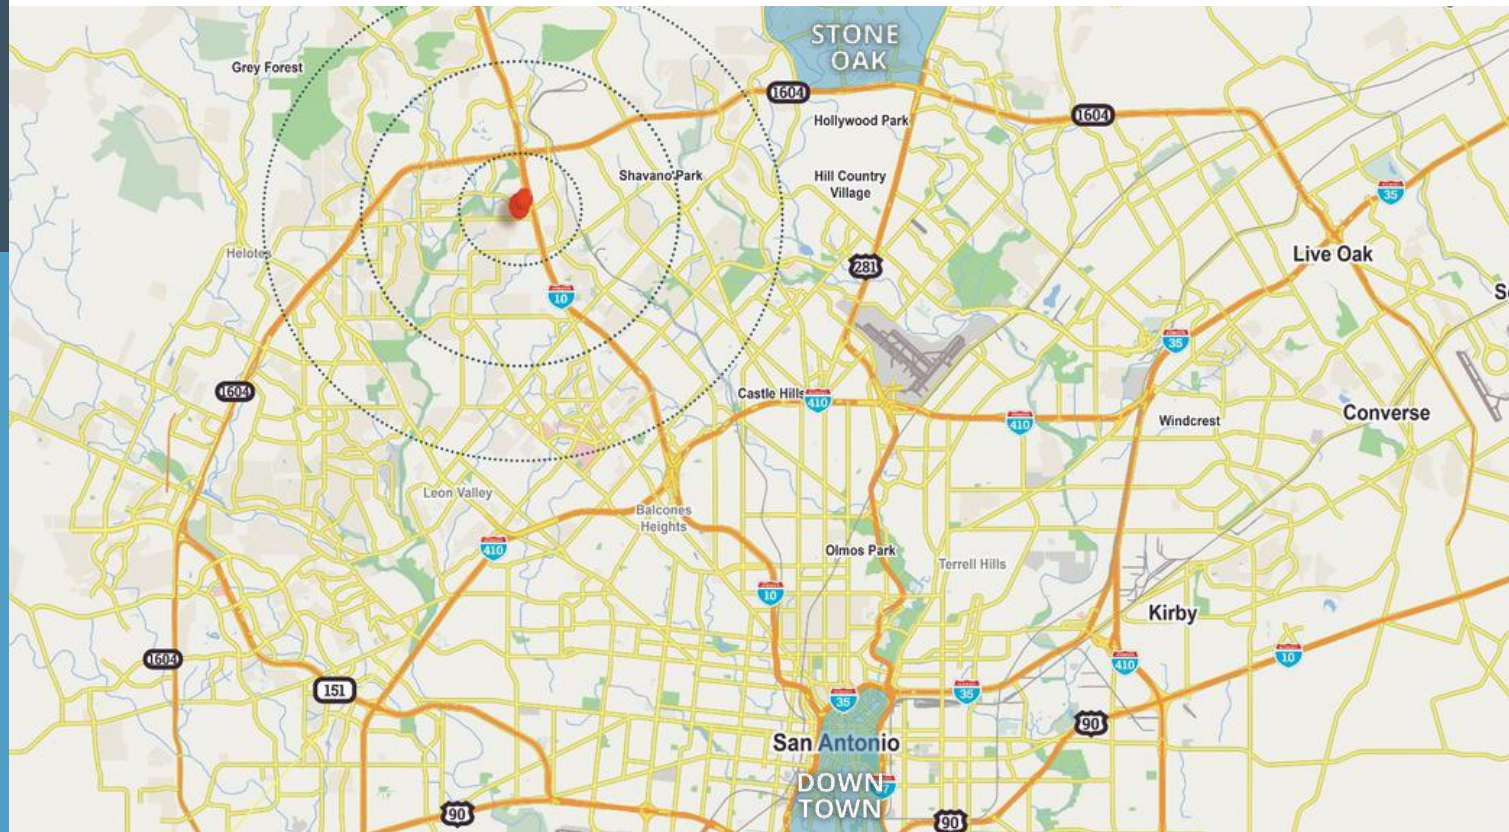 STONE
OAK
Grey Forest
1604
1604
Hollywood Park
Shavano Park
Hill Country
Village
35
Helotes
281
Live Oak
10
35
1604
Castle Hills
410
410
Windcrest
Converse
Leon Valley
Balcones
Heights
410
Olmos Park
Terrell Hills
10
Kirby
1604
410
10
151
35
35
90
San Antonio
DOWN
TOWN
90
90